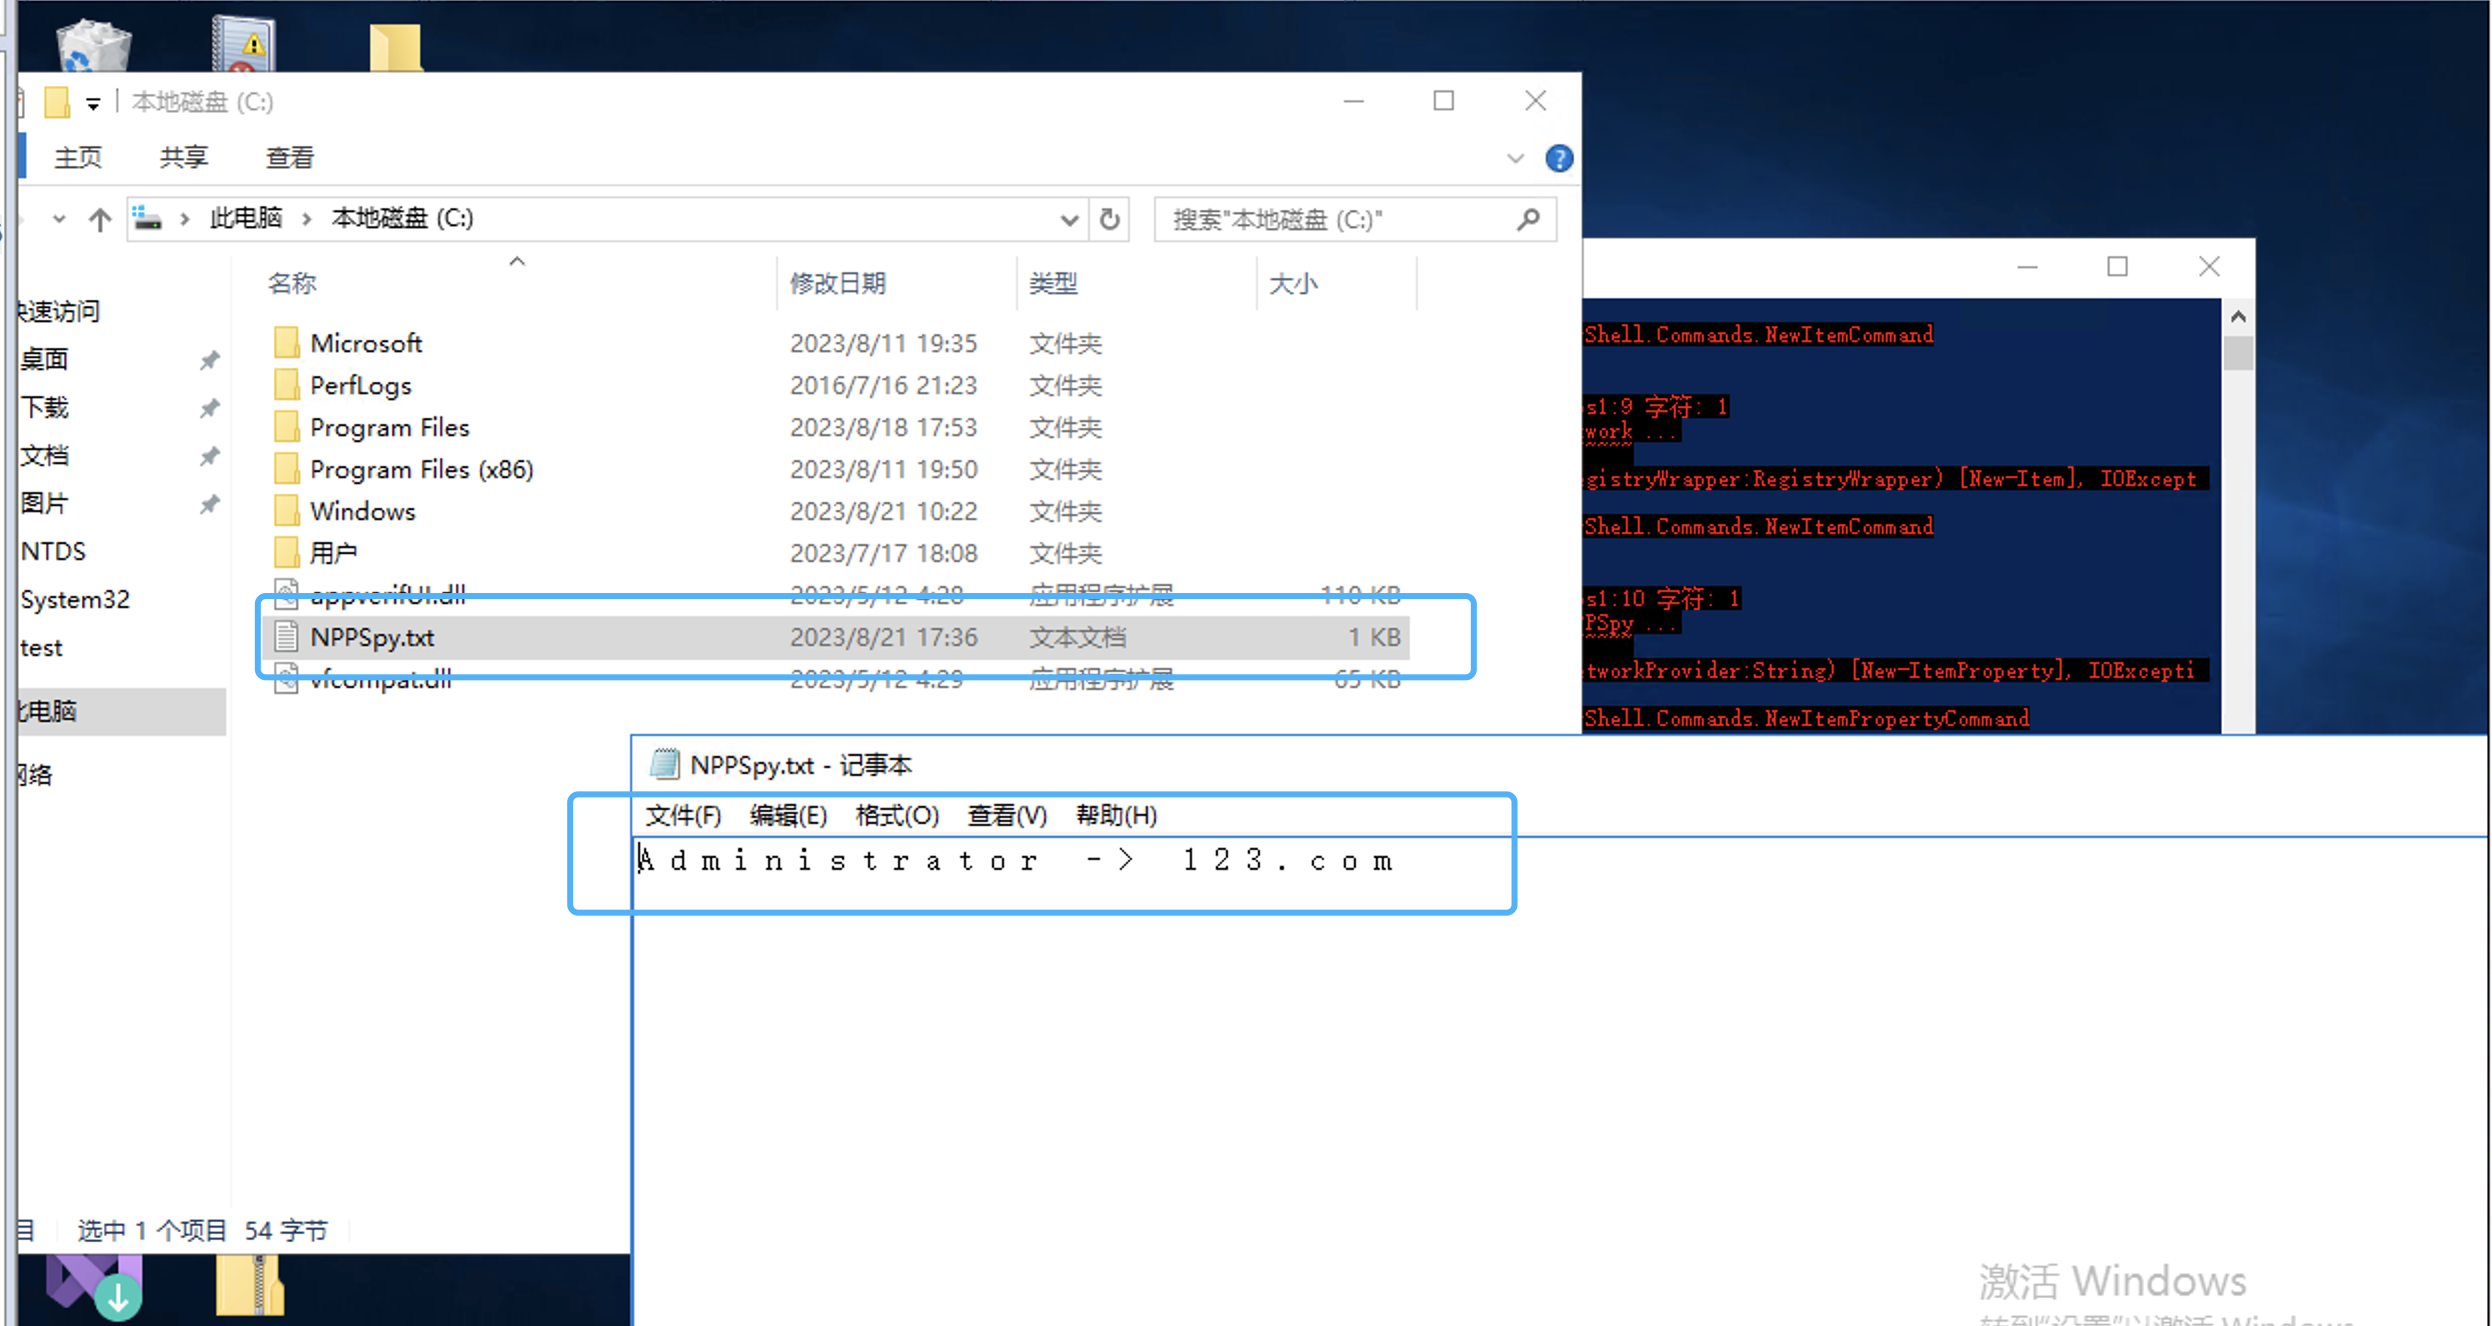 本地磁盘 (C:)
主页 共享 查看
此电脑 › 本地磁盘 (C:)
搜索"本地磁盘 (C:)"
名称 修改日期 类型 大小
快速访问
桌面
下载
文档
图片
NTDS
System32
test
此电脑
网络
Microsoft 2023/8/11 19:35 文件夹
PerfLogs 2016/7/16 21:23 文件夹
Program Files 2023/8/18 17:53 文件夹
Program Files (x86) 2023/8/11 19:50 文件夹
Windows 2023/8/21 10:22 文件夹
用户 2023/7/17 18:08 文件夹
appverifUI.dll 2023/5/12 4:28 应用程序扩展 110 KB
NPPSpy.txt 2023/8/21 17:36 文本文档 1 KB
vfcompat.dll 2023/5/12 4:29 应用程序扩展 65 KB
选中 1 个项目 54 字节
Shell.Commands.NewItemCommand
s1:9 字符: 1
work ...
gistryWrapper:RegistryWrapper) [New-Item], IOExcept
Shell.Commands.NewItemCommand
s1:10 字符: 1
PSpy ...
tworkProvider:String) [New-ItemProperty], IOExcepti
Shell.Commands.NewItemPropertyCommand
NPPSpy.txt - 记事本
文件(F) 编辑(E) 格式(O) 查看(V) 帮助(H)
Administrator -> 123.com
激活 Windows
转到"设置"以激活 Windows